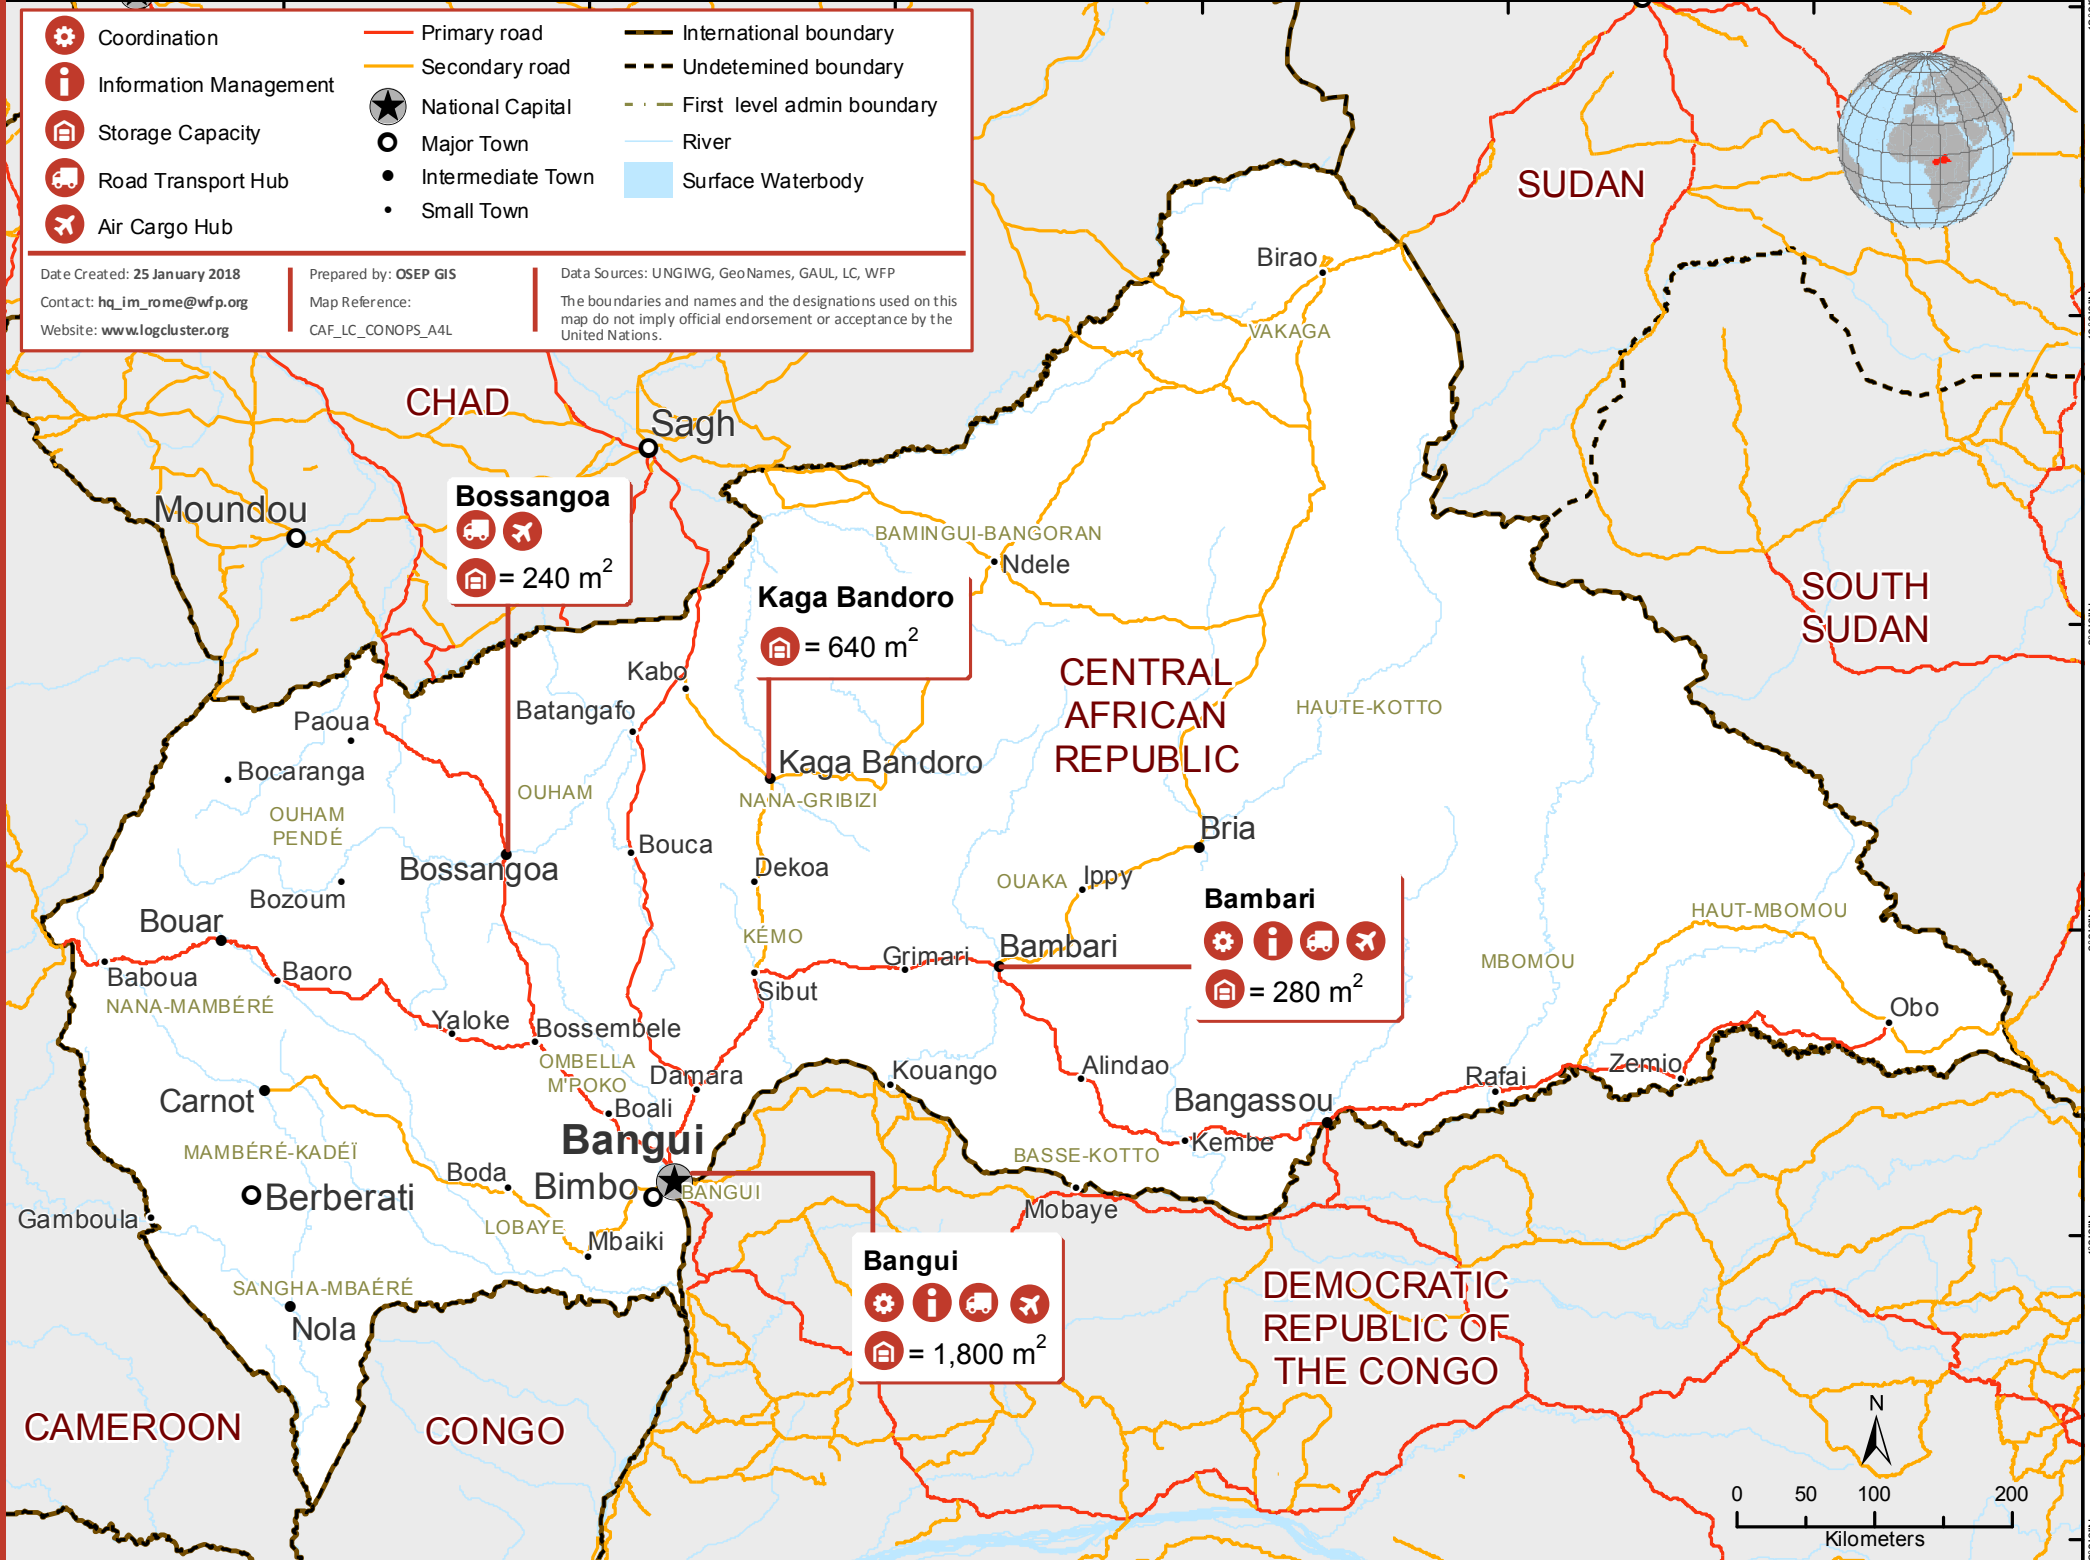 Coordination
Information Management
Storage Capacity
Road Transport Hub
Air Cargo Hub
Primary road
Secondary road
National Capital
Major Town
Intermediate Town
Small Town
International boundary
Undetemined boundary
First level admin boundary
River
Surface Waterbody
Date Created: 25 January 2018
Contact: hq_im_rome@wfp.org
Website: www.logcluster.org
Prepared by: OSEP GIS
Map Reference:
CAF_LC_CONOPS_A4L
Data Sources: UNGIWG, GeoNames, GAUL, LC, WFP
The boundaries and names and the designations used on this
map do not imply official endorsement or acceptance by the
United Nations.
SUDAN
Birao
VAKAGA
CHAD
Sagh
Moundou
Bossangoa
= 240 m²
BAMINGUI-BANGORAN
Ndele
Kaga Bandoro
= 640 m²
SOUTH
SUDAN
CENTRAL
AFRICAN
REPUBLIC
Kabo
Batangafo
HAUTE-KOTTO
Paoua
Bocaranga
Kaga Bandoro
OUHAM
NANA-GRIBIZI
OUHAM
PENDÉ
Bria
Bouca
Bossangoa
Dekoa
OUAKA
Ippy
Bozoum
Bambari
= 280 m²
HAUT-MBOMOU
Bouar
KÉMO
Grimari
Bambari
MBOMOU
Baboua
Baoro
Sibut
NANA-MAMBÉRÉ
Obo
Yaloke
Bossembele
OMBELLA
M'POKO
Damara
Kouango
Alindao
Rafai
Zemio
Carnot
Boali
Bangassou
Bangui
Kembe
MAMBÉRÉ-KADÉÏ
BASSE-KOTTO
Boda
Bimbo
BANGUI
Berberati
Gamboula
LOBAYE
Mobaye
Mbaiki
Bangui
= 1,800 m²
SANGHA-MBAÉRÉ
Nola
DEMOCRATIC
REPUBLIC OF
THE CONGO
CAMEROON
CONGO
N
0 50 100 200
Kilometers